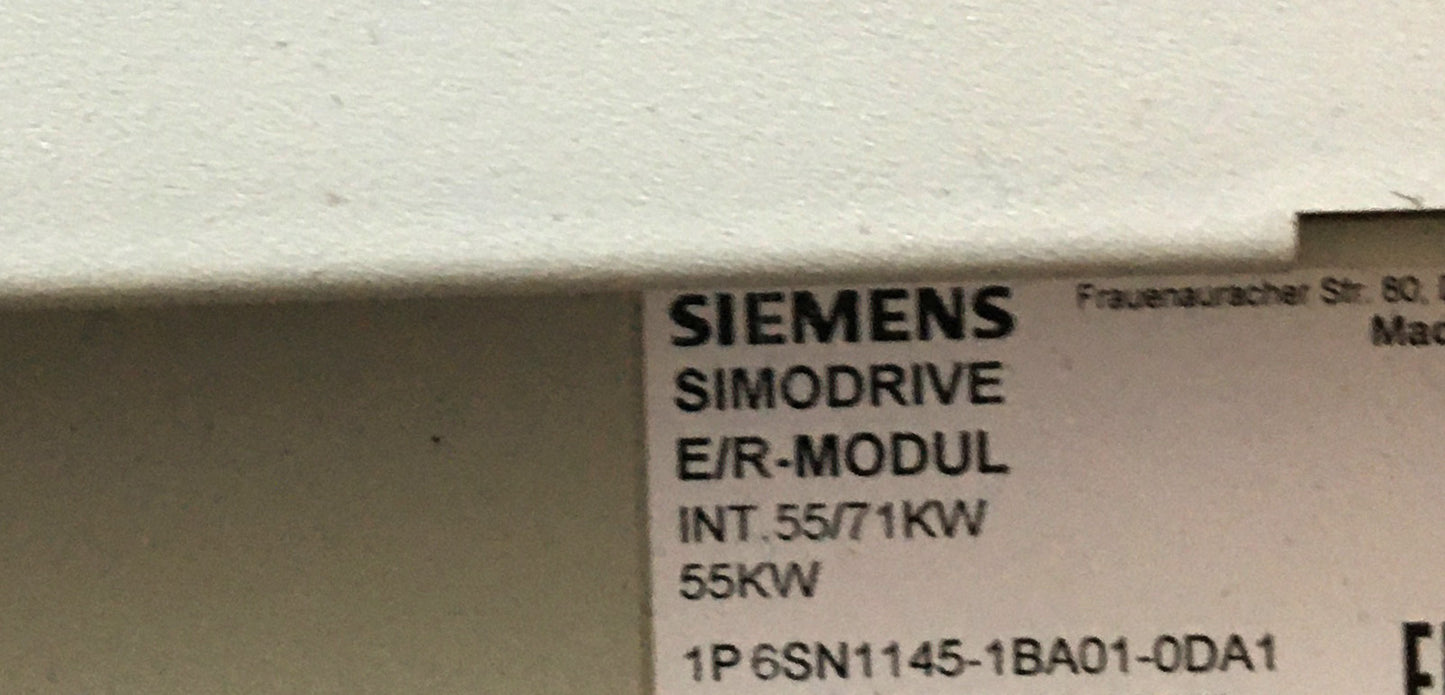 SIEMENS
Frauenauracher Str. 80,
SIMODRIVE
E/R-MODUL
INT.55/71KW
55KW
1P 6SN1145-1BA01-0DA1